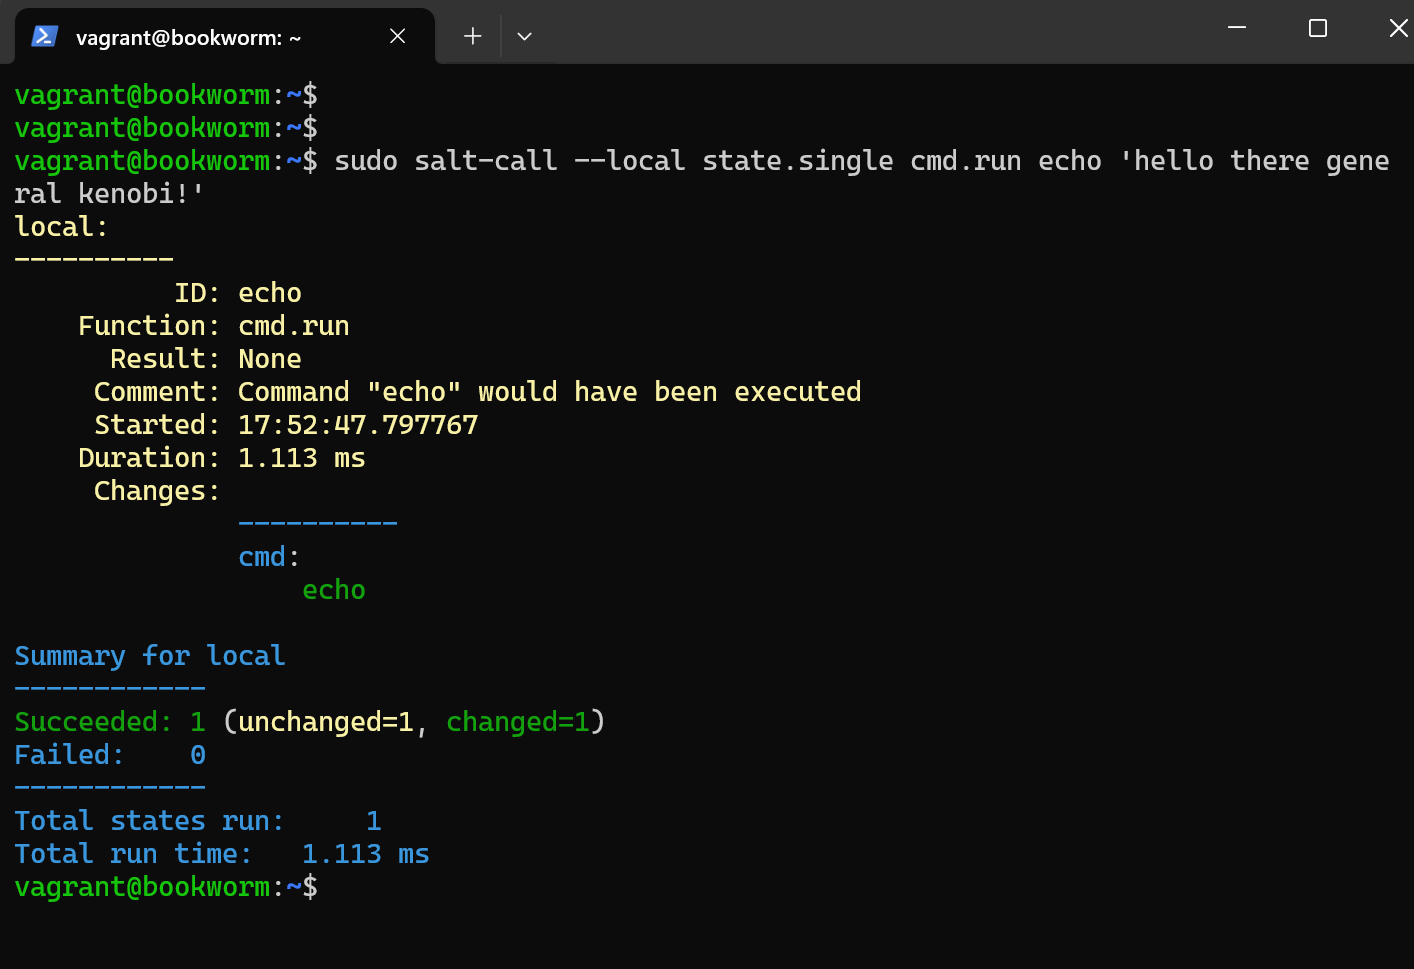 vagrant@bookworm: ~
vagrant@bookworm:~$
vagrant@bookworm:~$
vagrant@bookworm:~$ sudo salt-call --local state.single cmd.run echo 'hello there gene
ral kenobi!'
local:
----------
          ID: echo
    Function: cmd.run
      Result: None
     Comment: Command "echo" would have been executed
     Started: 17:52:47.797767
    Duration: 1.113 ms
     Changes:
              ----------
              cmd:
                  echo

Summary for local
------------
Succeeded: 1 (unchanged=1, changed=1)
Failed:    0
------------
Total states run:     1
Total run time:   1.113 ms
vagrant@bookworm:~$